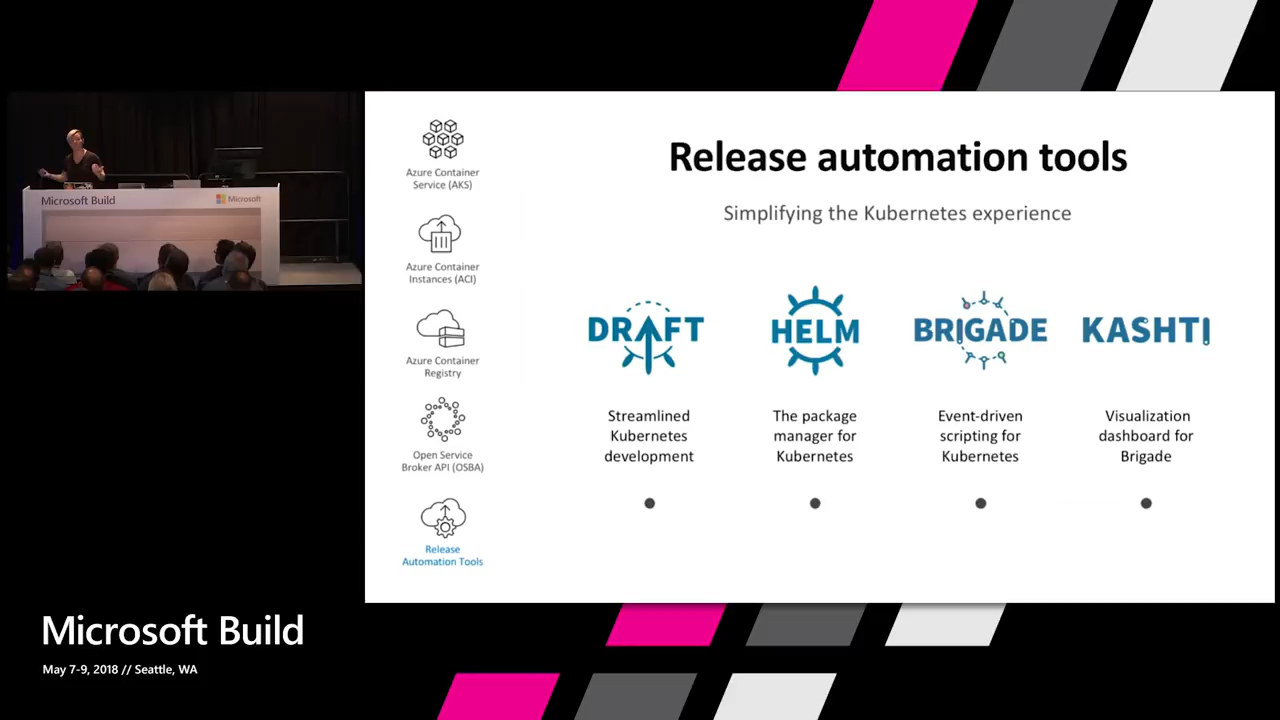 Microsoft Build
Microsoft
Azure Container
Service (AKS)
Azure Container
Instances (ACI)
Azure Container
Registry
Open Service
Broker API (OSBA)
Release
Automation Tools
Release automation tools
Simplifying the Kubernetes experience
DRAFT
Streamlined
Kubernetes
development
HELM
The package
manager for
Kubernetes
BRIGADE
Event-driven
scripting for
Kubernetes
KASHTI
Visualization
dashboard for
Brigade
Microsoft Build
May 7-9, 2018 // Seattle, WA